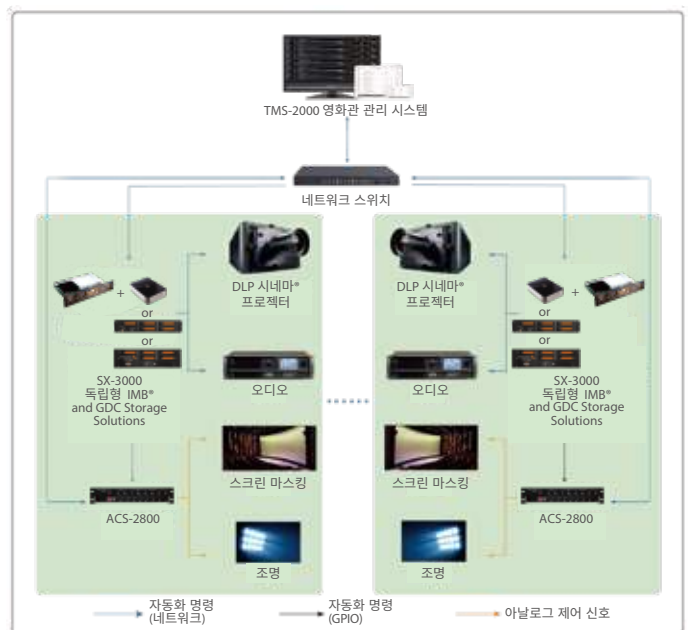 TMS-2000 영화관 관리 시스템
네트워크 스위치
+
or
or
SX-3000
독립형 IMB®
and GDC Storage
Solutions
ACS-2800
DLP 시네마®
프로젝터
오디오
스크린 마스킹
조명
DLP 시네마®
프로젝터
오디오
스크린 마스킹
조명
+
or
or
SX-3000
독립형 IMB®
and GDC Storage
Solutions
ACS-2800
자동화 명령
(네트워크)
자동화 명령
(GPIO)
아날로그 제어 신호